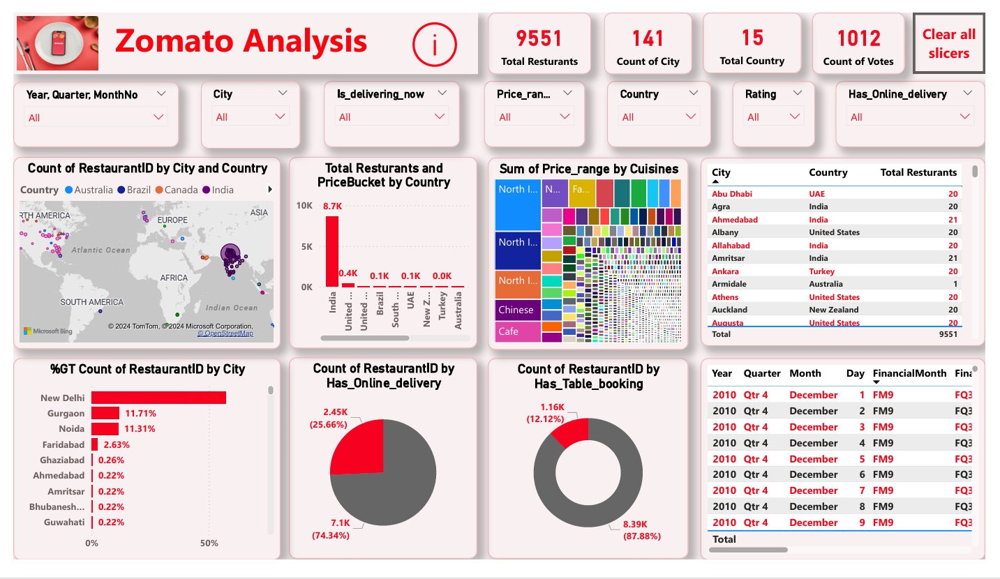 Zomato Analysis
i
9551
Total Resturants
141
Count of City
15
Total Country
1012
Count of Votes
Clear all
slicers
Year, Quarter, MonthNo
All
City
All
Is_delivering_now
All
Price_ran...
All
Country
All
Rating
All
Has_Online_delivery
All
Count of RestaurantID by City and Country
Country Australia Brazil Canada India
RTH AMERICA
EUROPE
ASIA
Atlantic Ocean
AFRICA
SOUTH AMERICA
Indian Ocean
Microsoft Bing
© 2024 TomTom, © 2024 Microsoft Corporation,
© OpenStreetMap
Total Resturants and
PriceBucket by Country
10K
5K
0K
8.7K
0.4K
0.1K
0.1K
0.0K
India
United ...
United ...
Brazil
South ...
UAE
New Z...
Turkey
Australia
Sum of Price_range by Cuisines
North I...
N...
Fa...
North I...
North I...
Chinese
Cafe
City Country Total Resturants
Abu Dhabi UAE 20
Agra India 20
Ahmedabad India 21
Albany United States 20
Allahabad India 20
Amritsar India 21
Ankara Turkey 20
Armidale Australia 1
Athens United States 20
Auckland New Zealand 20
Augusta United States 20
Total 9551
%GT Count of RestaurantID by City
New Delhi
Gurgaon 11.71%
Noida 11.31%
Faridabad 2.63%
Ghaziabad 0.26%
Ahmedabad 0.22%
Amritsar 0.22%
Bhubanesh... 0.22%
Guwahati 0.22%
0% 50%
Count of RestaurantID by
Has_Online_delivery
2.45K
(25.66%)
7.1K
(74.34%)
Count of RestaurantID by
Has_Table_booking
1.16K
(12.12%)
8.39K
(87.88%)
Year Quarter Month Day FinancialMonth Fina
2010 Qtr 4 December 1 FM9 FQ3
2010 Qtr 4 December 2 FM9 FQ3
2010 Qtr 4 December 3 FM9 FQ3
2010 Qtr 4 December 4 FM9 FQ3
2010 Qtr 4 December 5 FM9 FQ3
2010 Qtr 4 December 6 FM9 FQ3
2010 Qtr 4 December 7 FM9 FQ3
2010 Qtr 4 December 8 FM9 FQ3
2010 Qtr 4 December 9 FM9 FQ3
Total